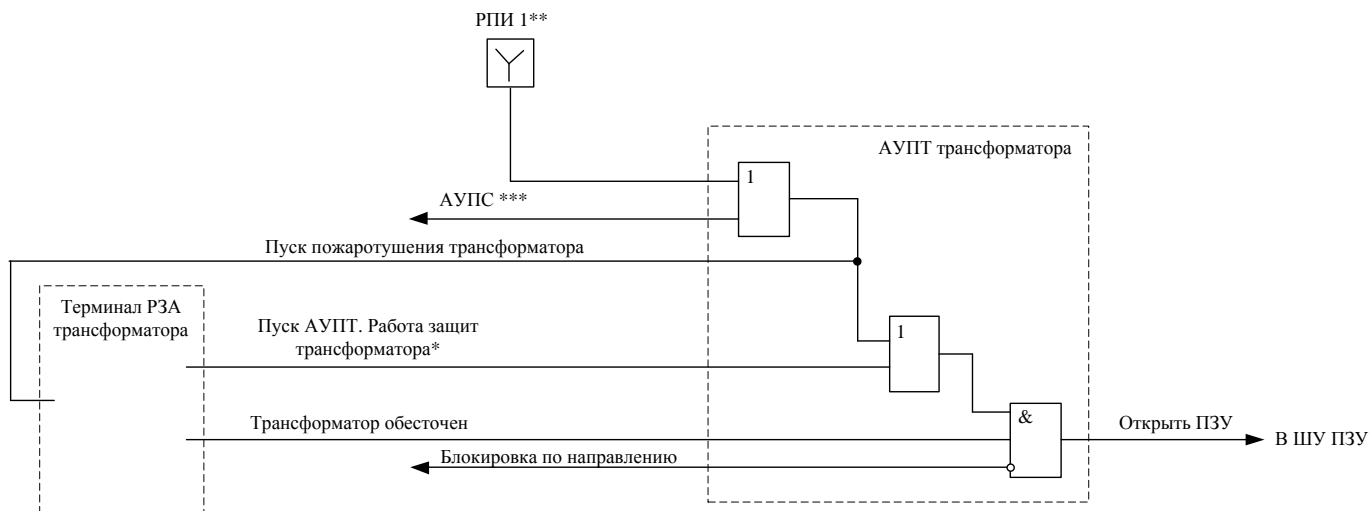 РПИ 1**
АУПТ трансформатора
1
АУПС ***
Пуск пожаротушения трансформатора
Терминал РЗА
трансформатора
Пуск АУПТ. Работа защит
трансформатора*
1
Трансформатор обесточен
&
Открыть ПЗУ
В ШУ ПЗУ
Блокировка по направлению